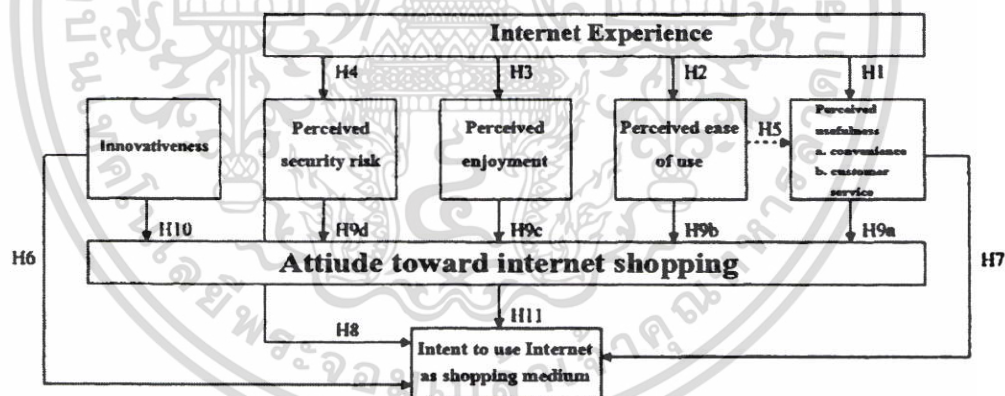 Internet Experience
H4
H3
H2
H1
Innovativeness
Perceived
security risk
Perceived
enjoyment
Perceived ease
of use
H5
Perceived
usefulness
a. convenience
b. customer
service
H10
H9d
H9c
H9b
H9a
H6
H7
Attiude toward internet shopping
H8
H11
Intent to use Internet
as shopping medium